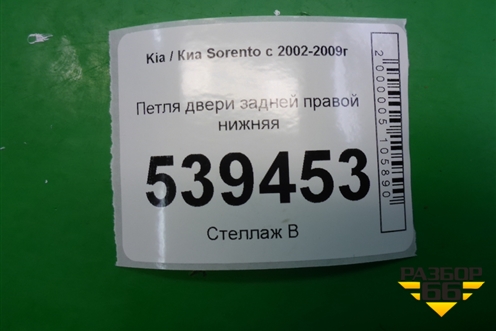 Kia / Киа Sorento с 2002-2009г
Петля двери задней правой
нижняя
539453
Стеллаж В
2000005105890
РАЗБОР
66